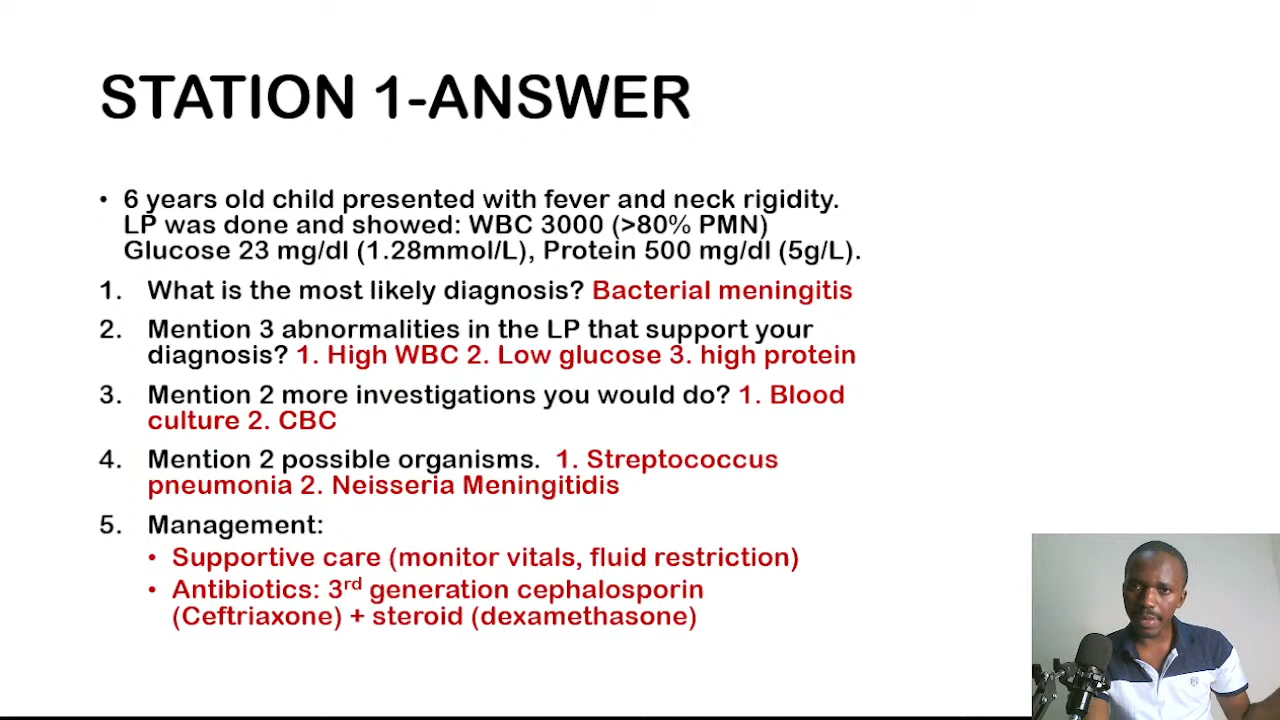 STATION 1-ANSWER
• 6 years old child presented with fever and neck rigidity.
LP was done and showed: WBC 3000 (>80% PMN)
Glucose 23 mg/dl (1.28mmol/L), Protein 500 mg/dl (5g/L).
1. What is the most likely diagnosis? Bacterial meningitis
2. Mention 3 abnormalities in the LP that support your
diagnosis? 1. High WBC 2. Low glucose 3. high protein
3. Mention 2 more investigations you would do? 1. Blood
culture 2. CBC
4. Mention 2 possible organisms. 1. Streptococcus
pneumonia 2. Neisseria Meningitidis
5. Management:
• Supportive care (monitor vitals, fluid restriction)
• Antibiotics: 3rd generation cephalosporin
(Ceftriaxone) + steroid (dexamethasone)